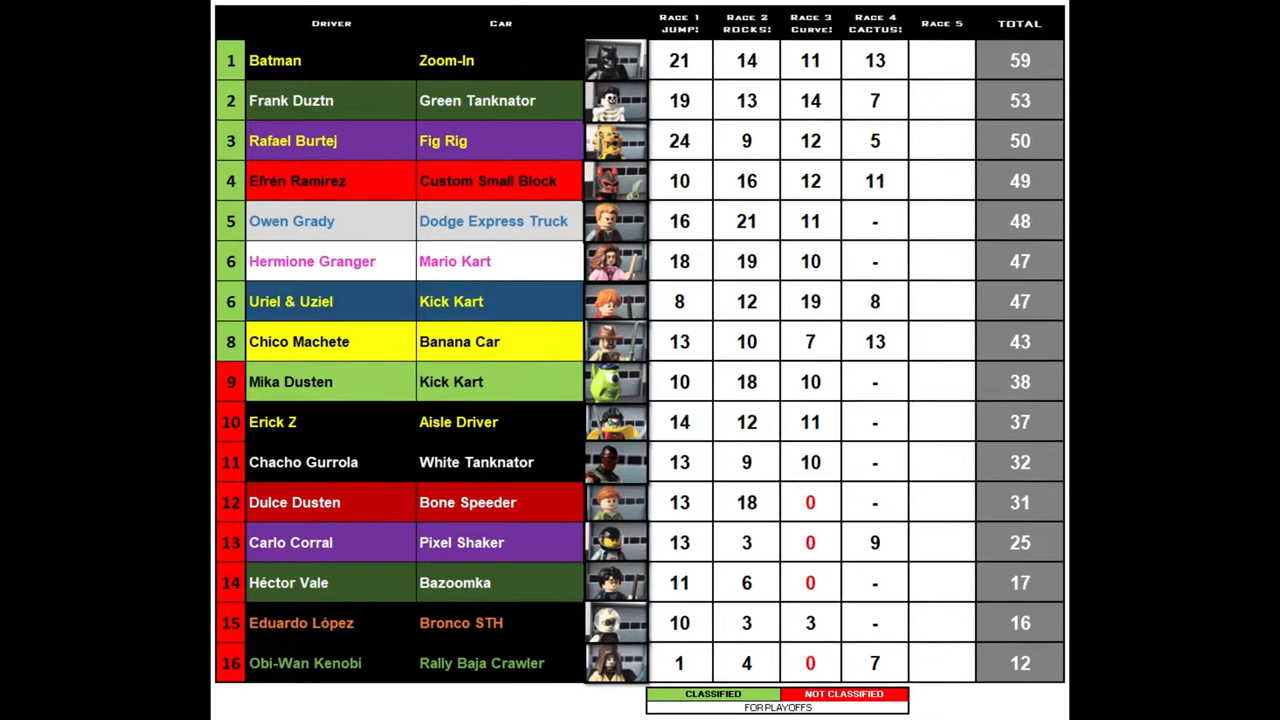 DRIVER CAR RACE 1 JUMP! RACE 2 ROCKS! RACE 3 CURVE! RACE 4 CACTUS! RACE 5 TOTAL
1 Batman Zoom-In 21 14 11 13 59
2 Frank Duztn Green Tanknator 19 13 14 7 53
3 Rafael Burtej Fig Rig 24 9 12 5 50
4 Efrén Ramírez Custom Small Block 10 16 12 11 49
5 Owen Grady Dodge Express Truck 16 21 11 - 48
6 Hermione Granger Mario Kart 18 19 10 - 47
6 Uriel & Uziel Kick Kart 8 12 19 8 47
8 Chico Machete Banana Car 13 10 7 13 43
9 Mika Dusten Kick Kart 10 18 10 - 38
10 Erick Z Aisle Driver 14 12 11 - 37
11 Chacho Gurrola White Tanknator 13 9 10 - 32
12 Dulce Dusten Bone Speeder 13 18 0 - 31
13 Carlo Corral Pixel Shaker 13 3 0 9 25
14 Héctor Vale Bazoomka 11 6 0 - 17
15 Eduardo López Bronco STH 10 3 3 - 16
16 Obi-Wan Kenobi Rally Baja Crawler 1 4 0 7 12
CLASSIFIED NOT CLASSIFIED
FOR PLAYOFFS